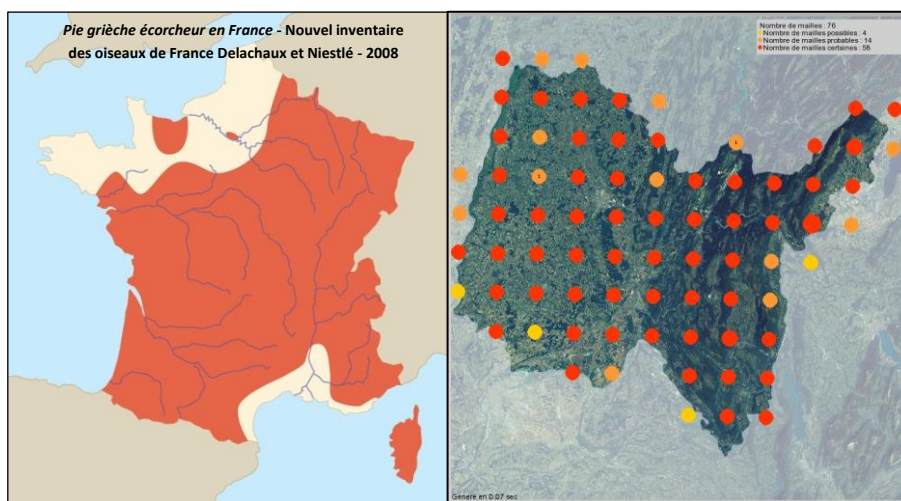 Pie grièche écorcheur en France - Nouvel inventaire
des oiseaux de France Delachaux et Niestlé - 2008
Nombre de mailles : 76
Nombre de mailles possibles : 4
Nombre de mailles probables : 14
Nombre de mailles certaines : 58
Généré en 0.07 sec